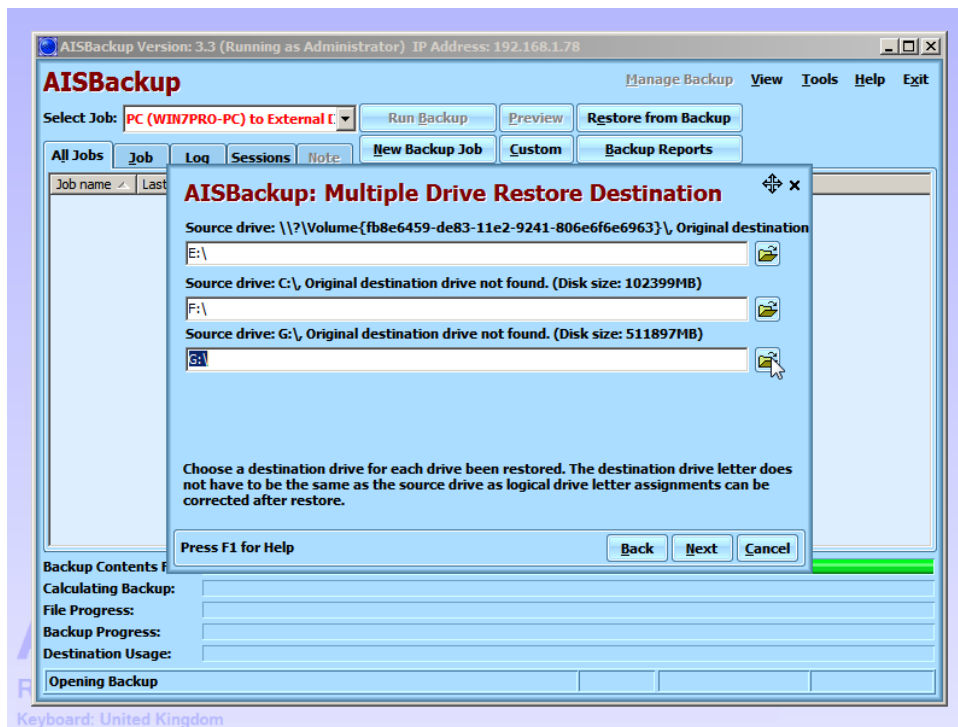 AISBackup Version: 3.3 (Running as Administrator) IP Address: 192.168.1.78
AISBackup
Manage Backup View Tools Help Exit
Select Job: PC (WIN7PRO-PC) to External Run Backup Preview Restore from Backup
All Jobs Job Log Sessions Note New Backup Job Custom Backup Reports
Job name Last
AISBackup: Multiple Drive Restore Destination
Source drive: \\?\Volume{fb8e6459-de83-11e2-9241-806e6f6e6963}\, Original destination
E:\
Source drive: C:\, Original destination drive not found. (Disk size: 102399MB)
F:\
Source drive: G:\, Original destination drive not found. (Disk size: 511897MB)
G:\
Choose a destination drive for each drive been restored. The destination drive letter does
not have to be the same as the source drive as logical drive letter assignments can be
corrected after restore.
Press F1 for Help Back Next Cancel
Backup Contents
Calculating Backup:
File Progress:
Backup Progress:
Destination Usage:
Opening Backup
Keyboard: United Kingdom